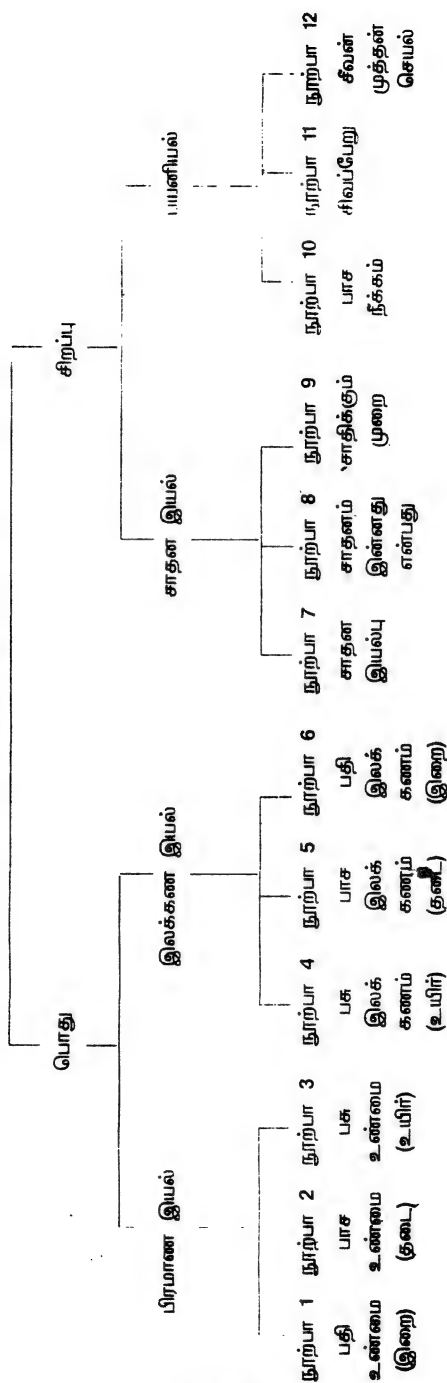 பொது
சிறப்பு
பிரமாண இயல்
இலக்கண இயல்
சாதன இயல்
பயனியல்
நூற்பா 1
பதி
உண்மை
(இறை)
நூற்பா 2
பாச
உண்மை
(தடை)
நூற்பா 3
பசு
உண்மை
(உயிர்)
நூற்பா 4
பசு
இலக்
கணம்
(உயிர்)
நூற்பா 5
பாச
இலக்
கணம்
(தடை)
நூற்பா 6
பதி
இலக்
கணம்
(இறை)
நூற்பா 7
சாதன
இயல்பு
நூற்பா 8
சாதனம்
இன்னது
என்பது
நூற்பா 9
சாதிக்கும்
முறை
நூற்பா 10
பாச
நீக்கம்
நூற்பா 11
சிவப்பேறு
நூற்பா 12
சீவன்
முத்தன்
செயல்